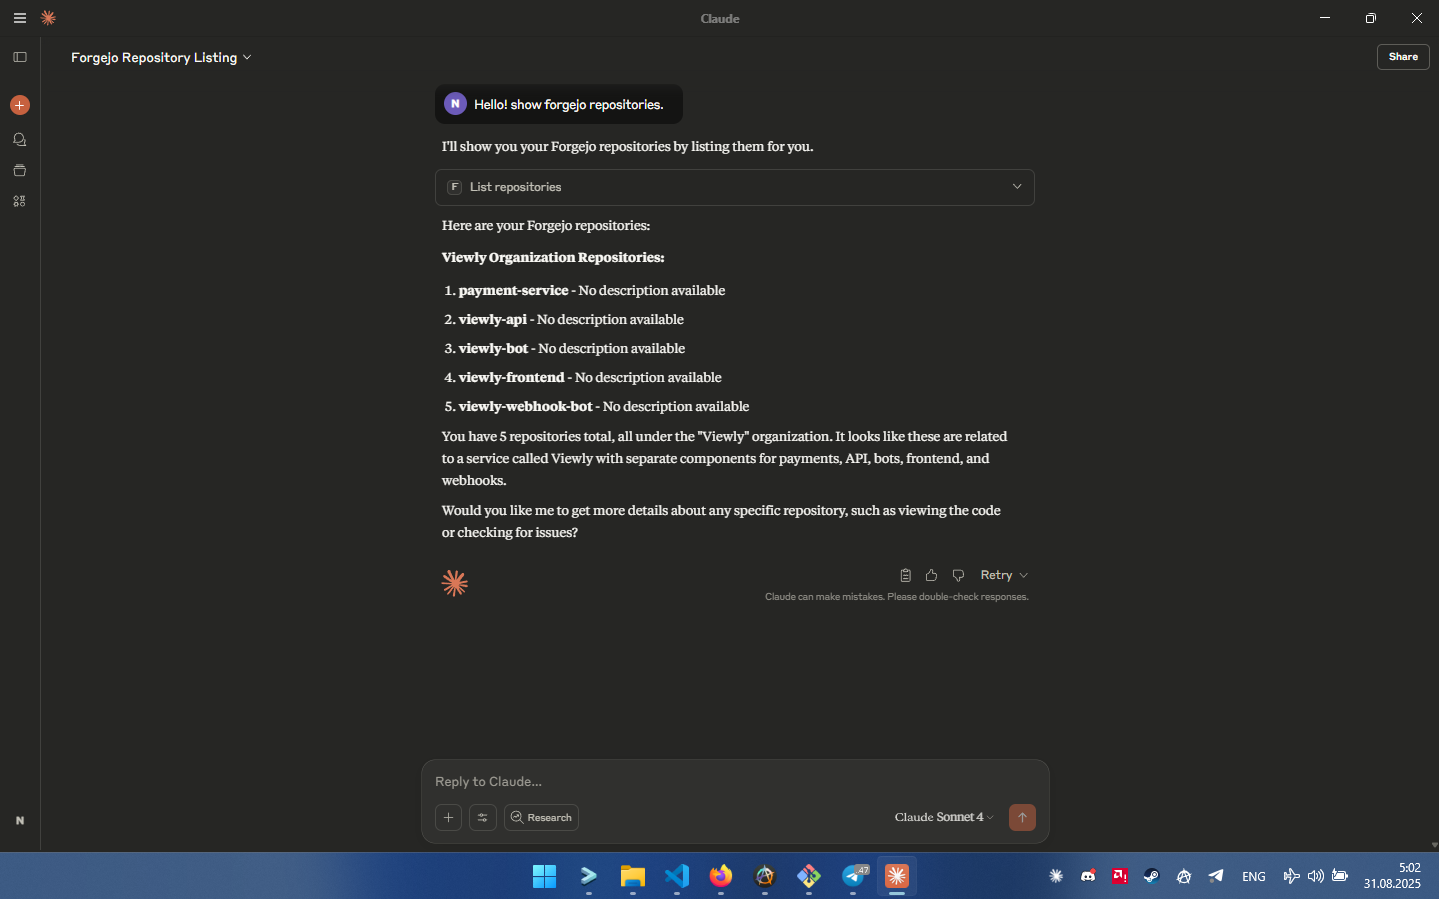 Claude
Forgejo Repository Listing
Share
N Hello! show forgejo repositories.
I'll show you your Forgejo repositories by listing them for you.
F List repositories
Here are your Forgejo repositories:
Viewly Organization Repositories:
1. payment-service - No description available
2. viewly-api - No description available
3. viewly-bot - No description available
4. viewly-frontend - No description available
5. viewly-webhook-bot - No description available
You have 5 repositories total, all under the "Viewly" organization. It looks like these are related
to a service called Viewly with separate components for payments, API, bots, frontend, and
webhooks.
Would you like me to get more details about any specific repository, such as viewing the code
or checking for issues?
Retry
Claude can make mistakes. Please double-check responses.
Reply to Claude...
Research
Claude Sonnet 4
N
47
ENG
5:02
31.08.2025